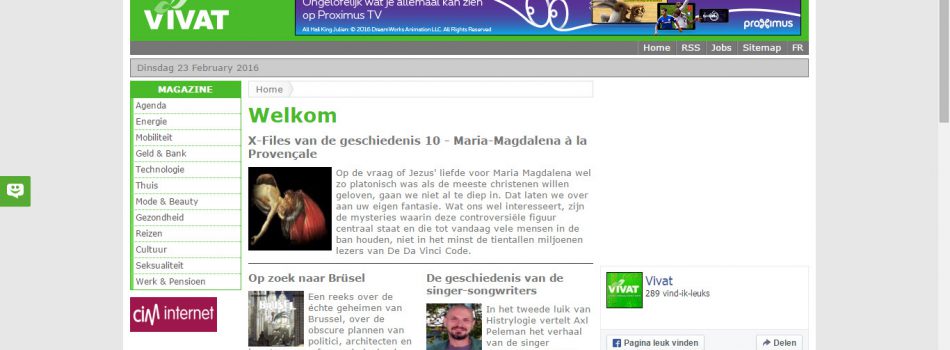 Ongelofelijk wat je allemaal kan zien
op Proximus TV
VIVAT
All Hail King Julien: © 2016 DreamWorks Animation LLC. All Rights Reserved
proximus
Home RSS Jobs Sitemap FR
Dinsdag 23 February 2016
MAGAZINE
Agenda
Energie
Mobiliteit
Geld & Bank
Technologie
Thuis
Mode & Beauty
Gezondheid
Reizen
Cultuur
Seksualiteit
Werk & Pensioen
CIM internet
Home
Welkom
X-Files van de geschiedenis 10 - Maria-Magdalena à la
Provençale
Op de vraag of Jezus' liefde voor Maria Magdalena wel
zo platonisch was als de meeste christenen willen
geloven, gaan we niet al te diep in. Dat laten we over
aan uw eigen fantasie. Wat ons wel interesseert, zijn
de mysteries waarin deze controversiële figuur
centraal staat en die tot vandaag vele mensen in de
ban houden, niet in het minst de tientallen miljoenen
lezers van De Da Vinci Code.
Op zoek naar Brüsel
Een reeks over de
échte geheimen van
Brussel, over de
obscure plannen van
politici, architecten en
De geschiedenis van de
singer-songwriters
In het tweede luik van
Histrylogie vertelt Axl
Peleman het verhaal
van de singer
VIVAT
Vivat
289 vind-ik-leuks
Pagina leuk vinden
Delen